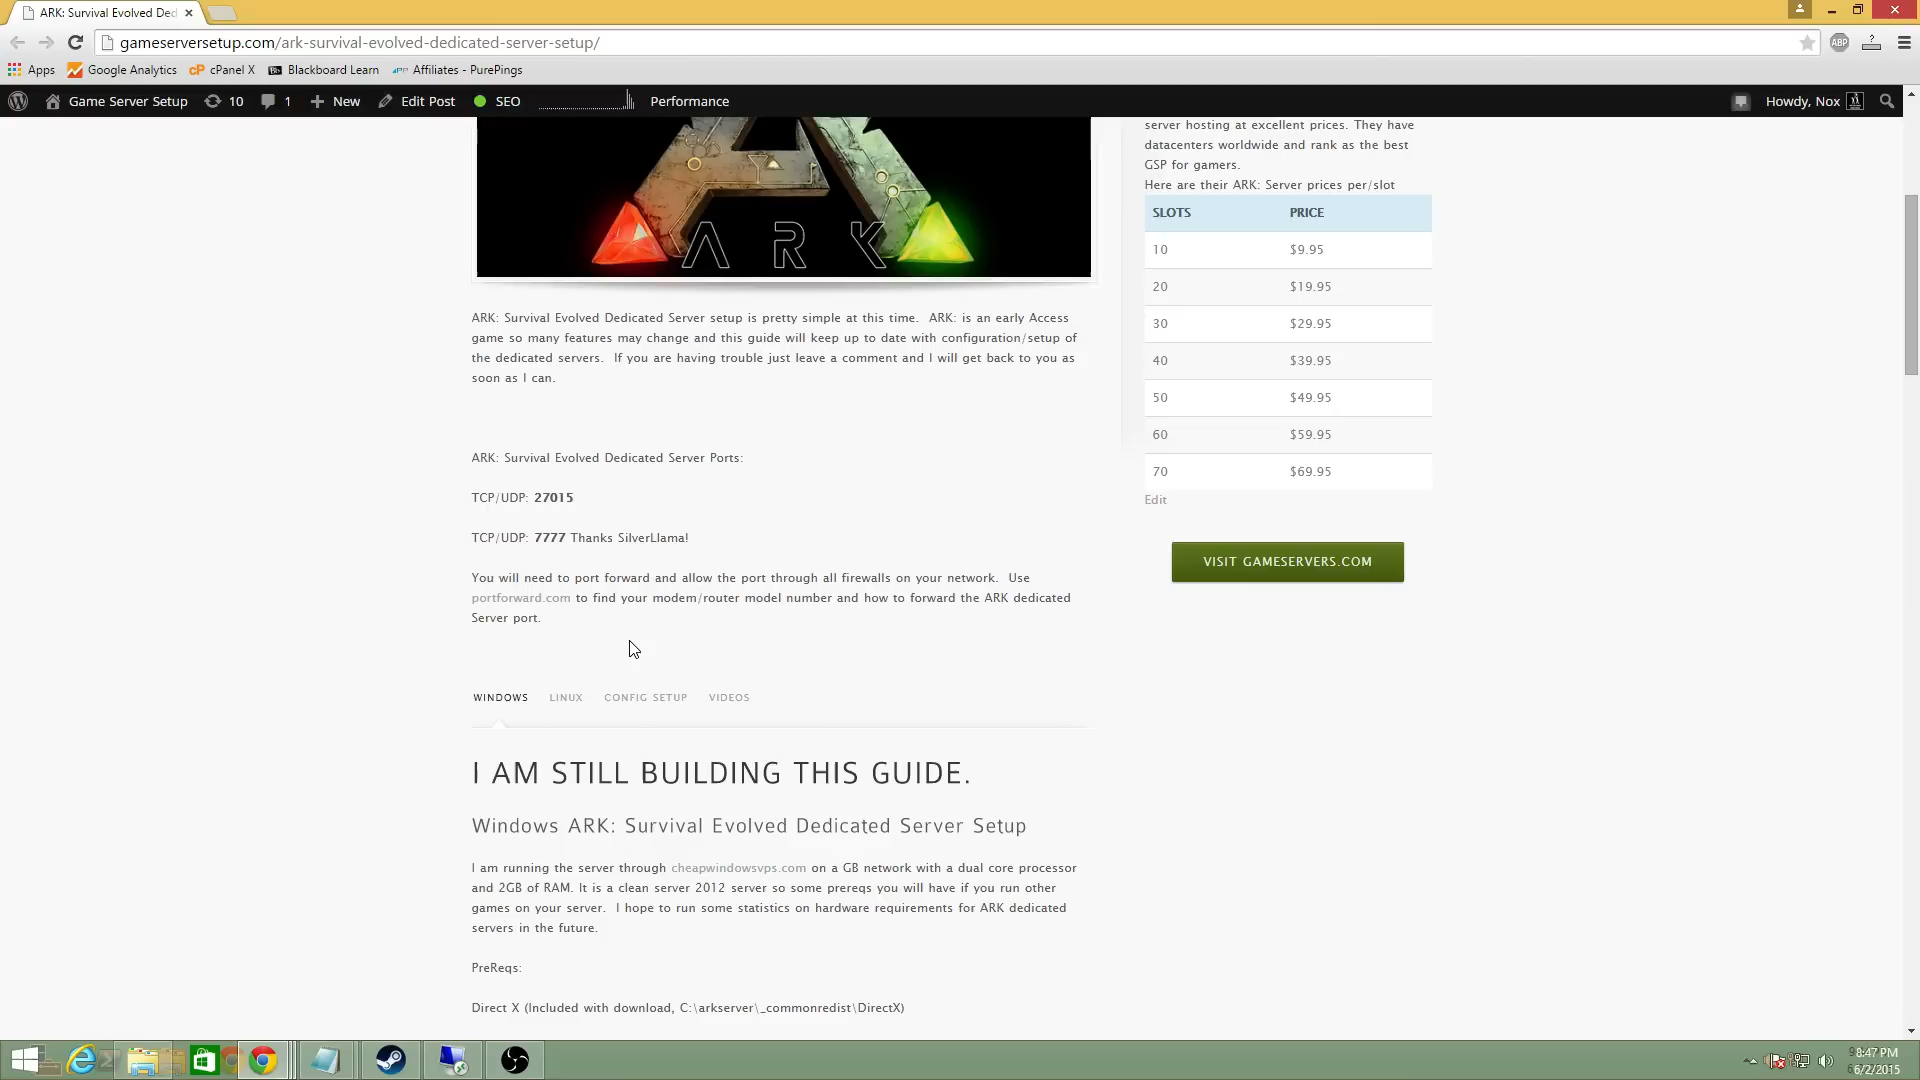 ARK: Survival Evolved Ded
gameserversetup.com/ark-survival-evolved-dedicated-server-setup/
ABP
Apps Google Analytics cPanel X Blackboard Learn Affiliates - PurePings
Game Server Setup 10 1 New Edit Post SEO Performance Howdy, Nox
ARK
ARK: Survival Evolved Dedicated Server setup is pretty simple at this time. ARK: is an early Access
game so many features may change and this guide will keep up to date with configuration/setup of
the dedicated servers. If you are having trouble just leave a comment and I will get back to you as
soon as I can.
ARK: Survival Evolved Dedicated Server Ports:
TCP/UDP: 27015
TCP/UDP: 7777 Thanks SilverLlama!
You will need to port forward and allow the port through all firewalls on your network. Use
portforward.com to find your modem/router model number and how to forward the ARK dedicated
Server port.
WINDOWS LINUX CONFIG SETUP VIDEOS
I AM STILL BUILDING THIS GUIDE.
Windows ARK: Survival Evolved Dedicated Server Setup
I am running the server through cheapwindowsvps.com on a GB network with a dual core processor
and 2GB of RAM. It is a clean server 2012 server so some prereqs you will have if you run other
games on your server. I hope to run some statistics on hardware requirements for ARK dedicated
servers in the future.
PreReqs:
Direct X (Included with download, C:\arkserver\_commonredist\DirectX)
server hosting at excellent prices. They have
datacenters worldwide and rank as the best
GSP for gamers.
Here are their ARK: Server prices per/slot
SLOTS PRICE
10 $9.95
20 $19.95
30 $29.95
40 $39.95
50 $49.95
60 $59.95
70 $69.95
Edit
VISIT GAMESERVERS.COM
8:47 PM
6/2/2015